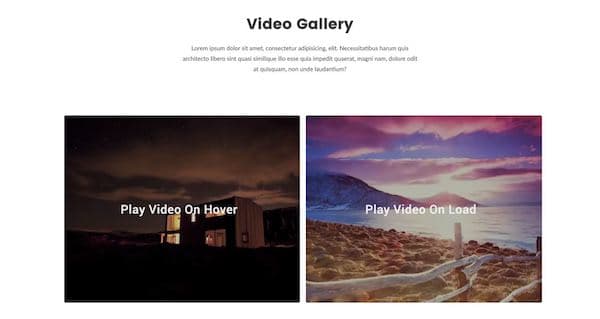 Video Gallery
Lorem ipsum dolor sit amet, consectetur adipisicing, elit. Necessitatibus harum quis
architecto libero sint quasi similique illo esse quia impedit quaerat, magni nam, dolore odit
at quisquam, non unde laudantium?
Play Video On Hover
Play Video On Load